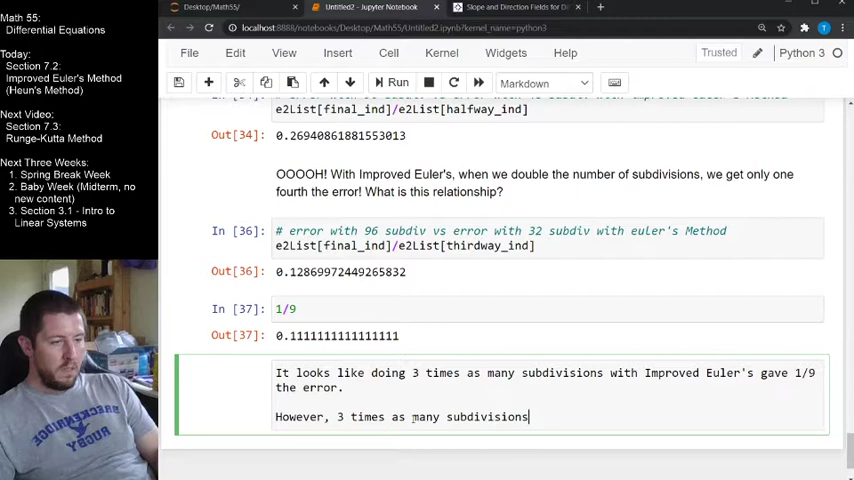 Math 55:
Differential Equations
Today:
Section 7.2:
Improved Euler's Method
(Heun's Method)
Next Video:
Section 7.3:
Runge-Kutta Method
Next Three Weeks:
1. Spring Break Week
2. Baby Week (Midterm, no
new content)
3. Section 3.1 - Intro to
Linear Systems
Desktop/Math55/
Desktop/Math55/
Untitled2 - Jupyter Notebook
Slope and Direction Fields for Di
localhost:8888/notebooks/Desktop/Math55/Untitled2.ipynb?kernel_name=python3
File Edit View Insert Cell Kernel Widgets Help
Trusted
Python 3
Run
Markdown
e2List[final_ind]/e2List[halfway_ind]
Out[34]: 0.26940861881553013
OOOOH! With Improved Euler's, when we double the number of subdivisions, we get only one
fourth the error! What is this relationship?
In [36]: # error with 96 subdiv vs error with 32 subdiv with euler's Method
e2List[final_ind]/e2List[thirdway_ind]
Out[36]: 0.12869972449265832
In [37]: 1/9
Out[37]: 0.1111111111111111
It looks like doing 3 times as many subdivisions with Improved Euler's gave 1/9
the error.
However, 3 times as many subdivisions
BRECKENRIDGE
RUGBY